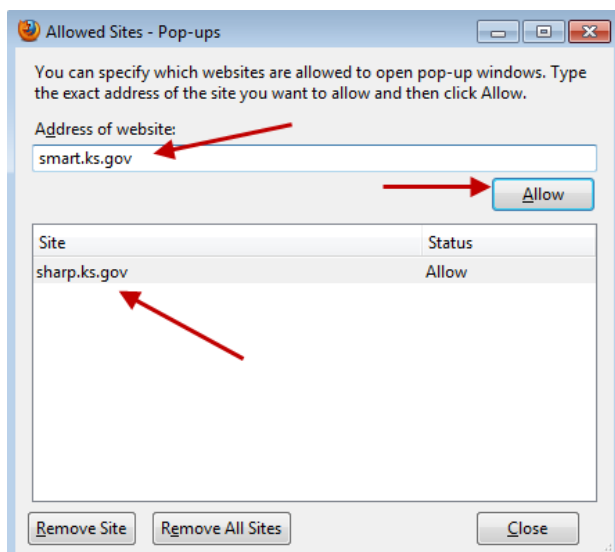 Allowed Sites - Pop-ups
You can specify which websites are allowed to open pop-up windows. Type
the exact address of the site you want to allow and then click Allow.
Address of website:
smart.ks.gov
Allow
Site Status
sharp.ks.gov Allow
Remove Site Remove All Sites Close